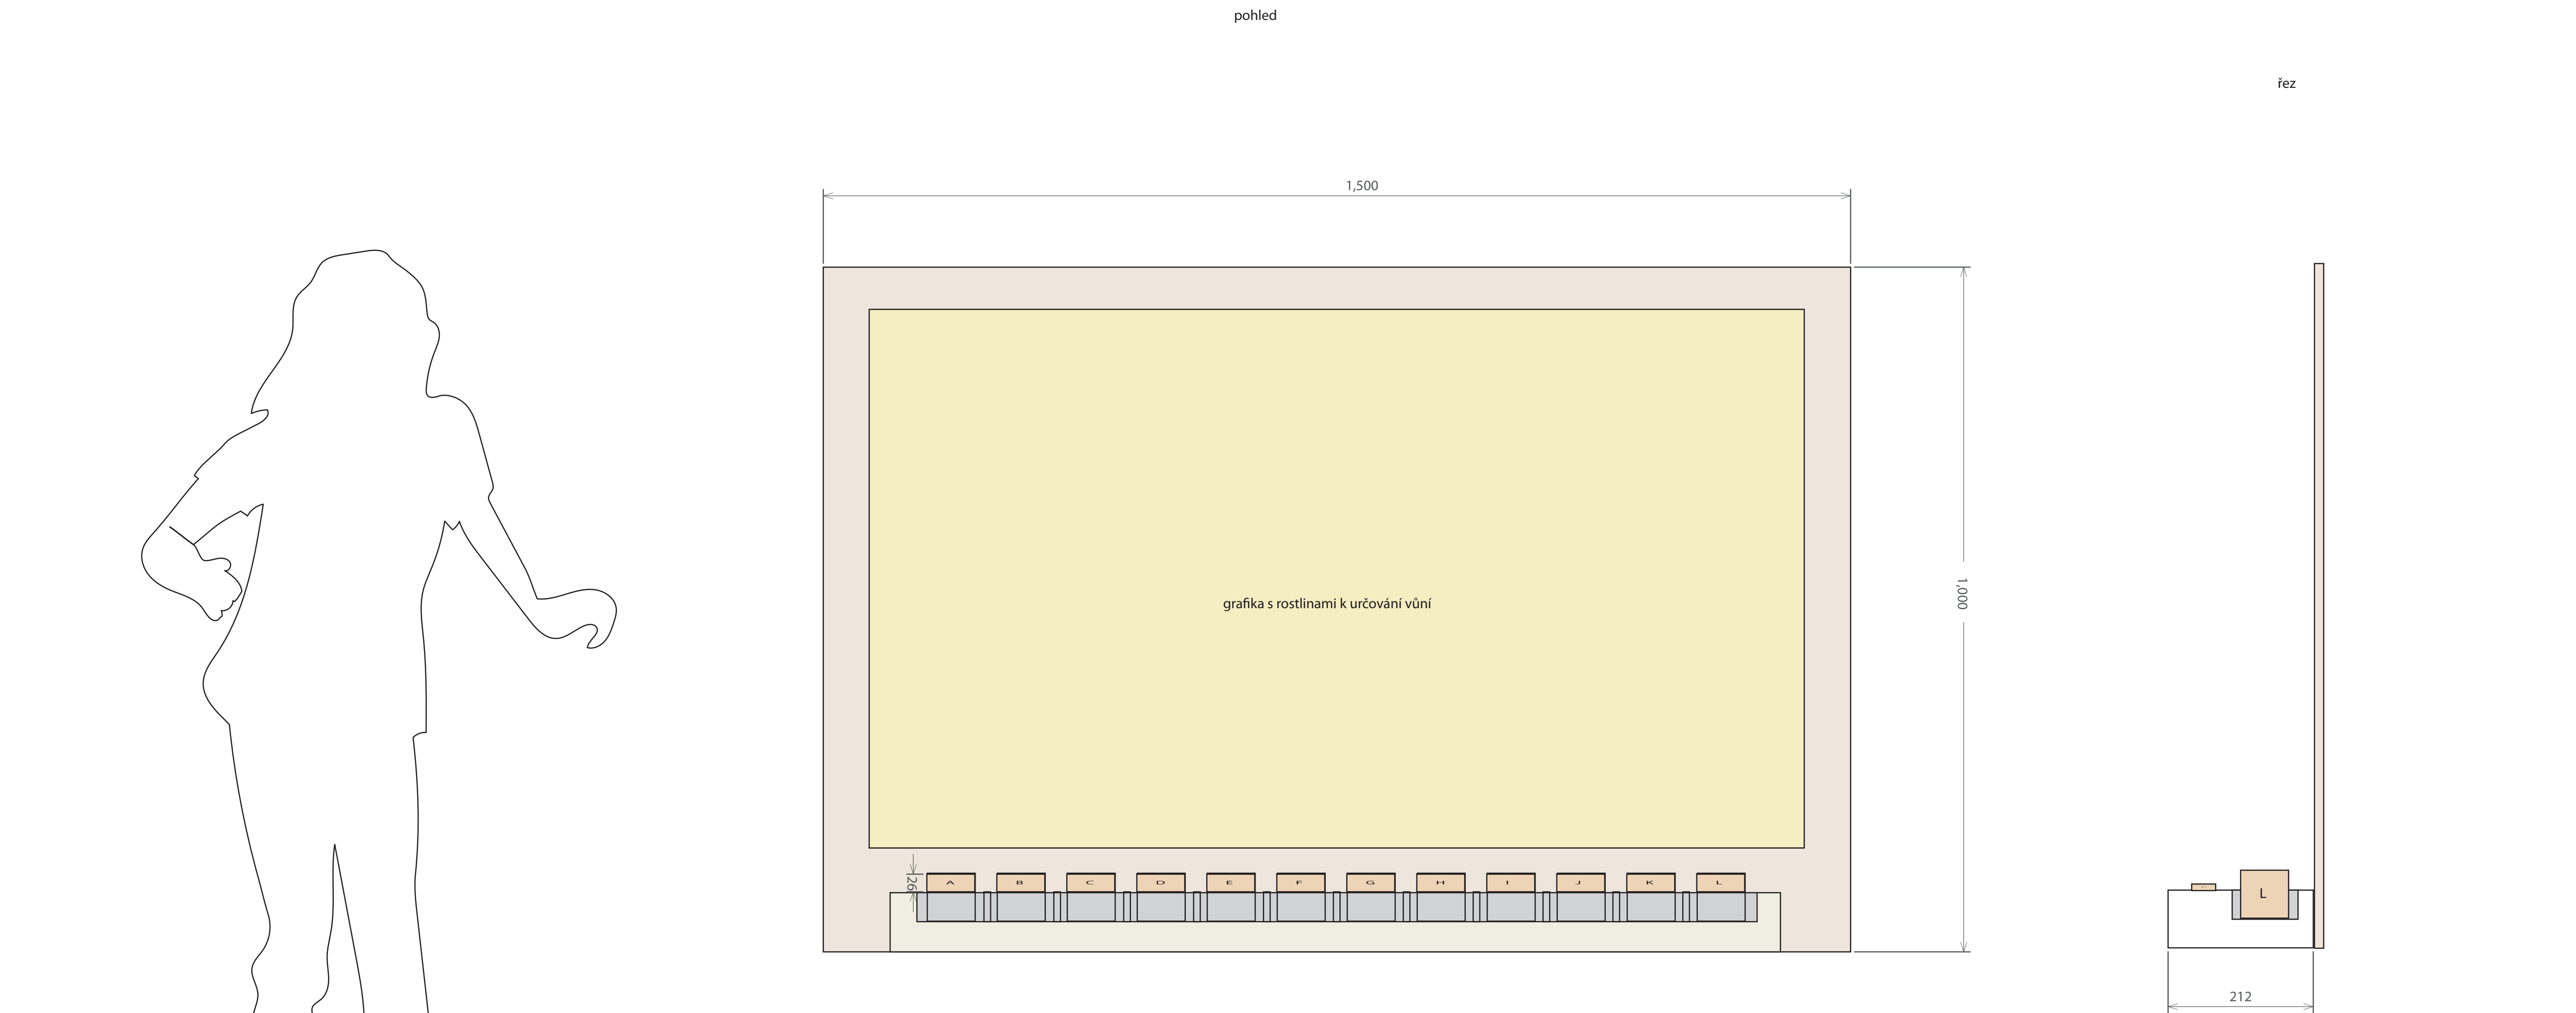 pohled
řez
1,500
grafika s rostlinami k určování vůní
1,000
26
A B C D E F G H I J K L
L
212